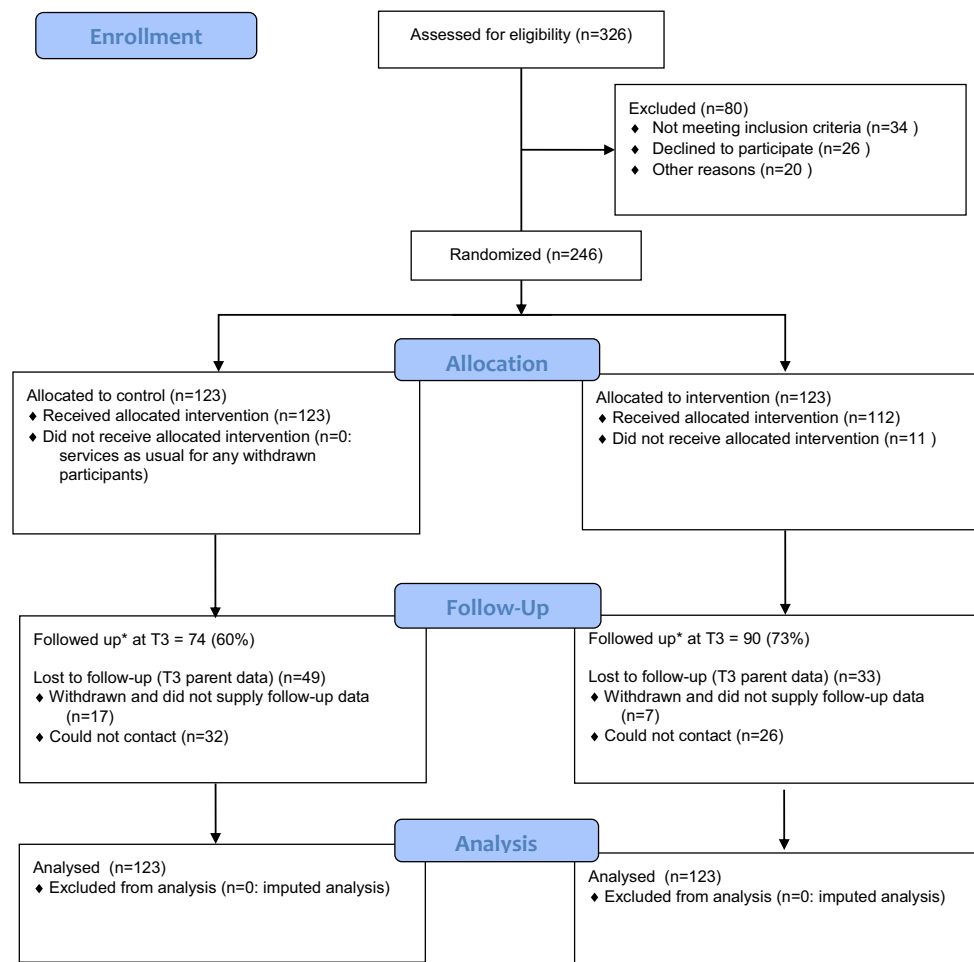 Enrollment
Assessed for eligibility (n=326)
Excluded (n=80)
♦ Not meeting inclusion criteria (n=34 )
♦ Declined to participate (n=26 )
♦ Other reasons (n=20 )
Randomized (n=246)
Allocation
Allocated to control (n=123)
♦ Received allocated intervention (n=123)
♦ Did not receive allocated intervention (n=0:
services as usual for any withdrawn
participants)
Allocated to intervention (n=123)
♦ Received allocated intervention (n=112)
♦ Did not receive allocated intervention (n=11 )
Follow-Up
Followed up* at T3 = 74 (60%)
Lost to follow-up (T3 parent data) (n=49)
♦ Withdrawn and did not supply follow-up data
(n=17)
♦ Could not contact (n=32)
Followed up* at T3 = 90 (73%)
Lost to follow-up (T3 parent data) (n=33)
♦ Withdrawn and did not supply follow-up data
(n=7)
♦ Could not contact (n=26)
Analysis
Analysed (n=123)
♦ Excluded from analysis (n=0: imputed analysis)
Analysed (n=123)
♦ Excluded from analysis (n=0: imputed analysis)